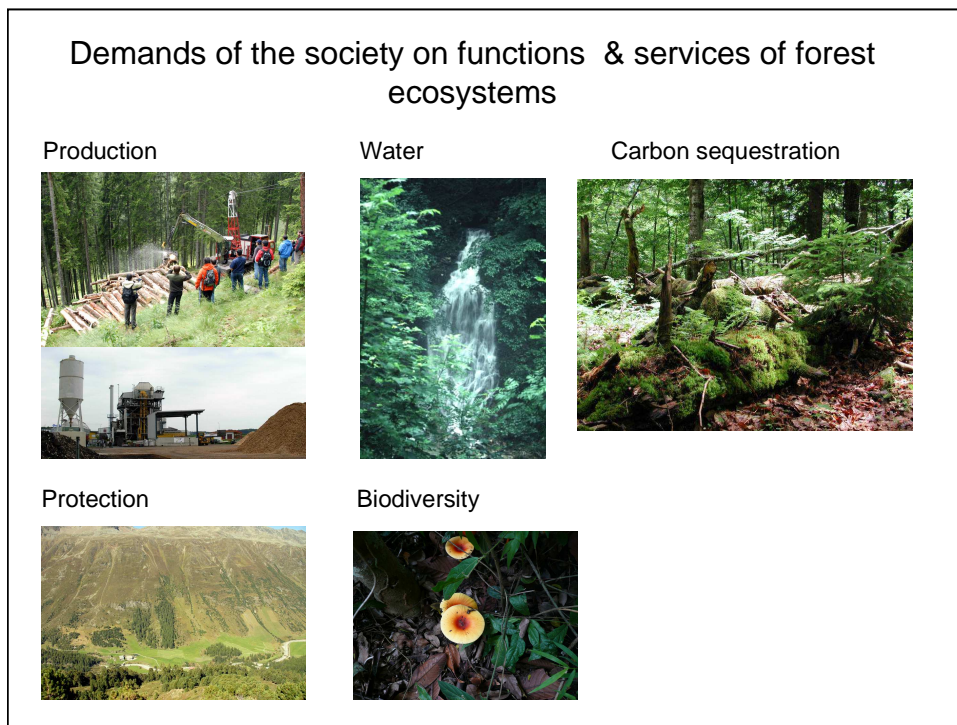 Demands of the society on functions & services of forest
ecosystems
Production
Water
Carbon sequestration
Protection
Biodiversity